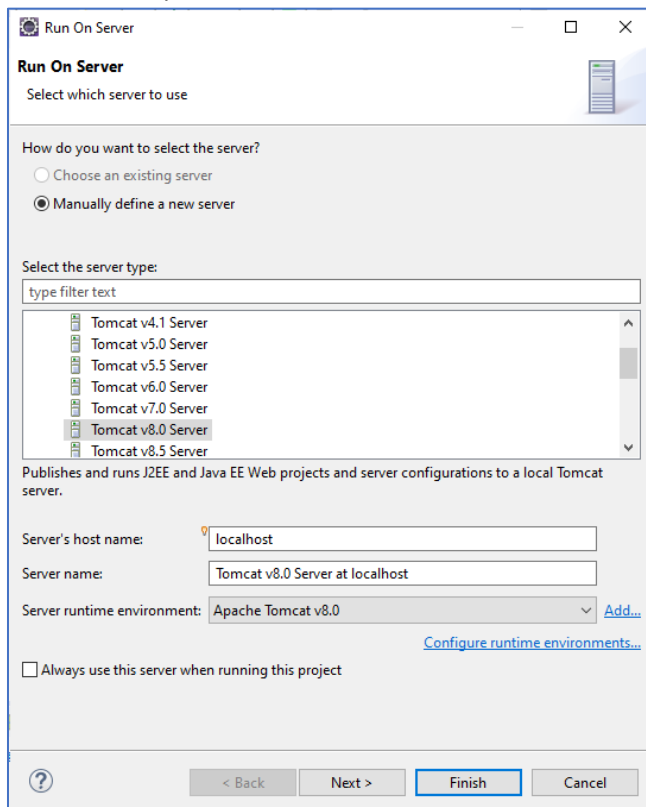 Run On Server
Run On Server
Select which server to use
How do you want to select the server?
Choose an existing server
Manually define a new server
Select the server type:
type filter text
Tomcat v4.1 Server
Tomcat v5.0 Server
Tomcat v5.5 Server
Tomcat v6.0 Server
Tomcat v7.0 Server
Tomcat v8.0 Server
Tomcat v8.5 Server
Publishes and runs J2EE and Java EE Web projects and server configurations to a local Tomcat
server.
Server's host name: localhost
Server name: Tomcat v8.0 Server at localhost
Server runtime environment: Apache Tomcat v8.0 Add...
Configure runtime environments...
Always use this server when running this project
? < Back Next > Finish Cancel